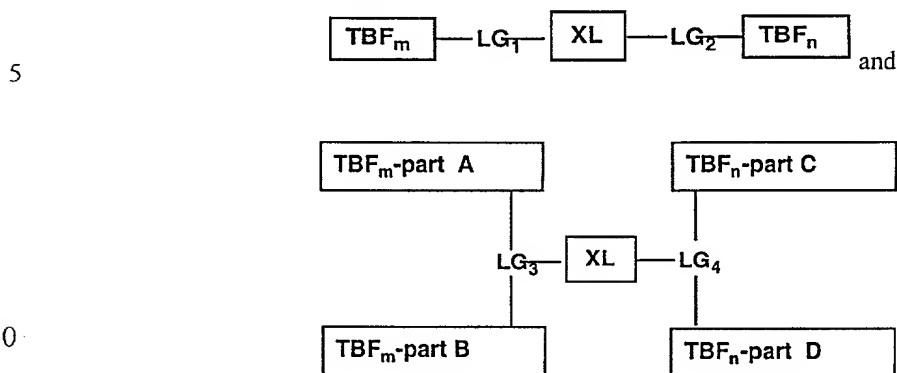 TBFm LG1 XL LG2 TBFn and
5
TBFm-part A TBFn-part C
LG3 XL LG4
0
TBFm-part B TBFn-part D